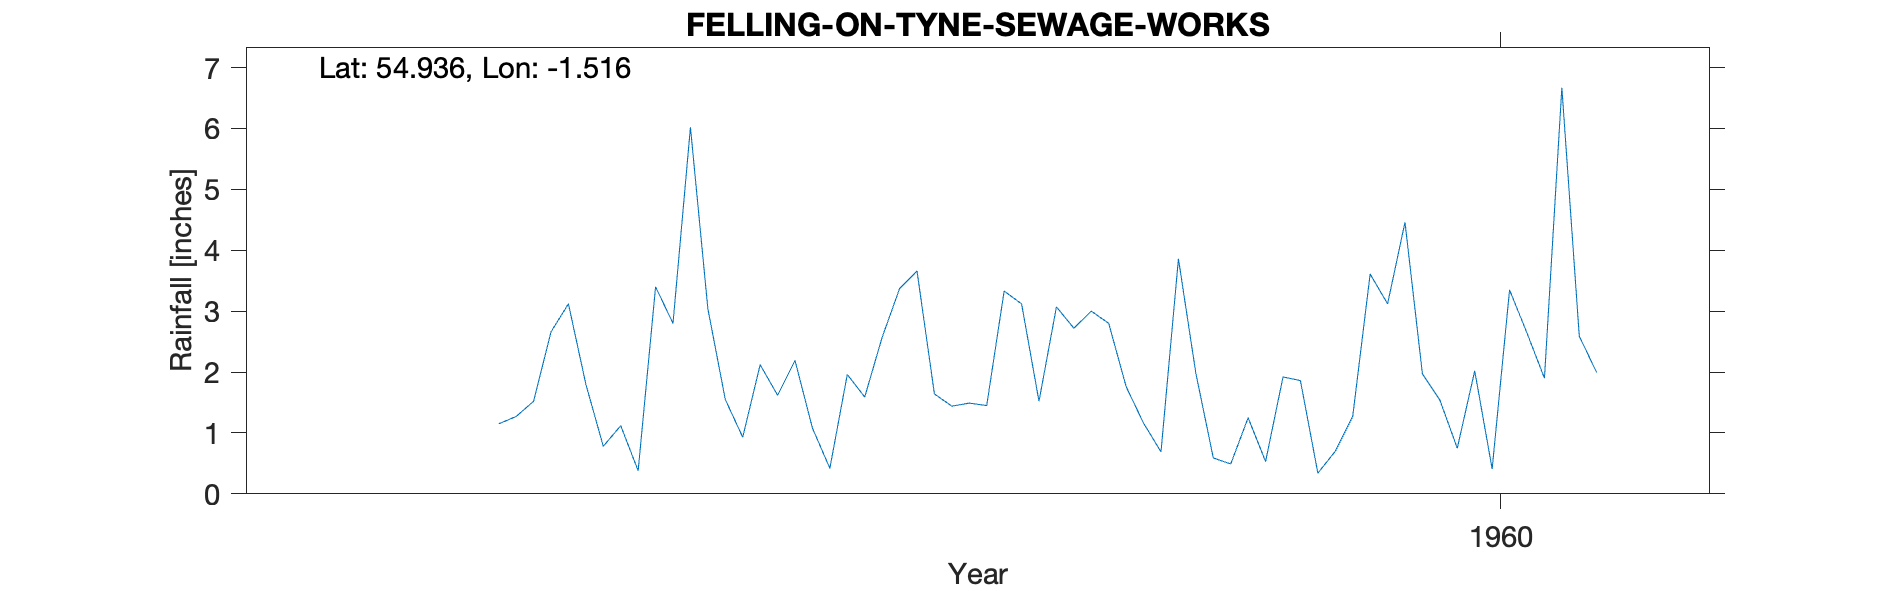 FELLING-ON-TYNE-SEWAGE-WORKS
Lat: 54.936, Lon: -1.516
7
6
5
4
3
2
1
0
Rainfall [inches]
1960
Year